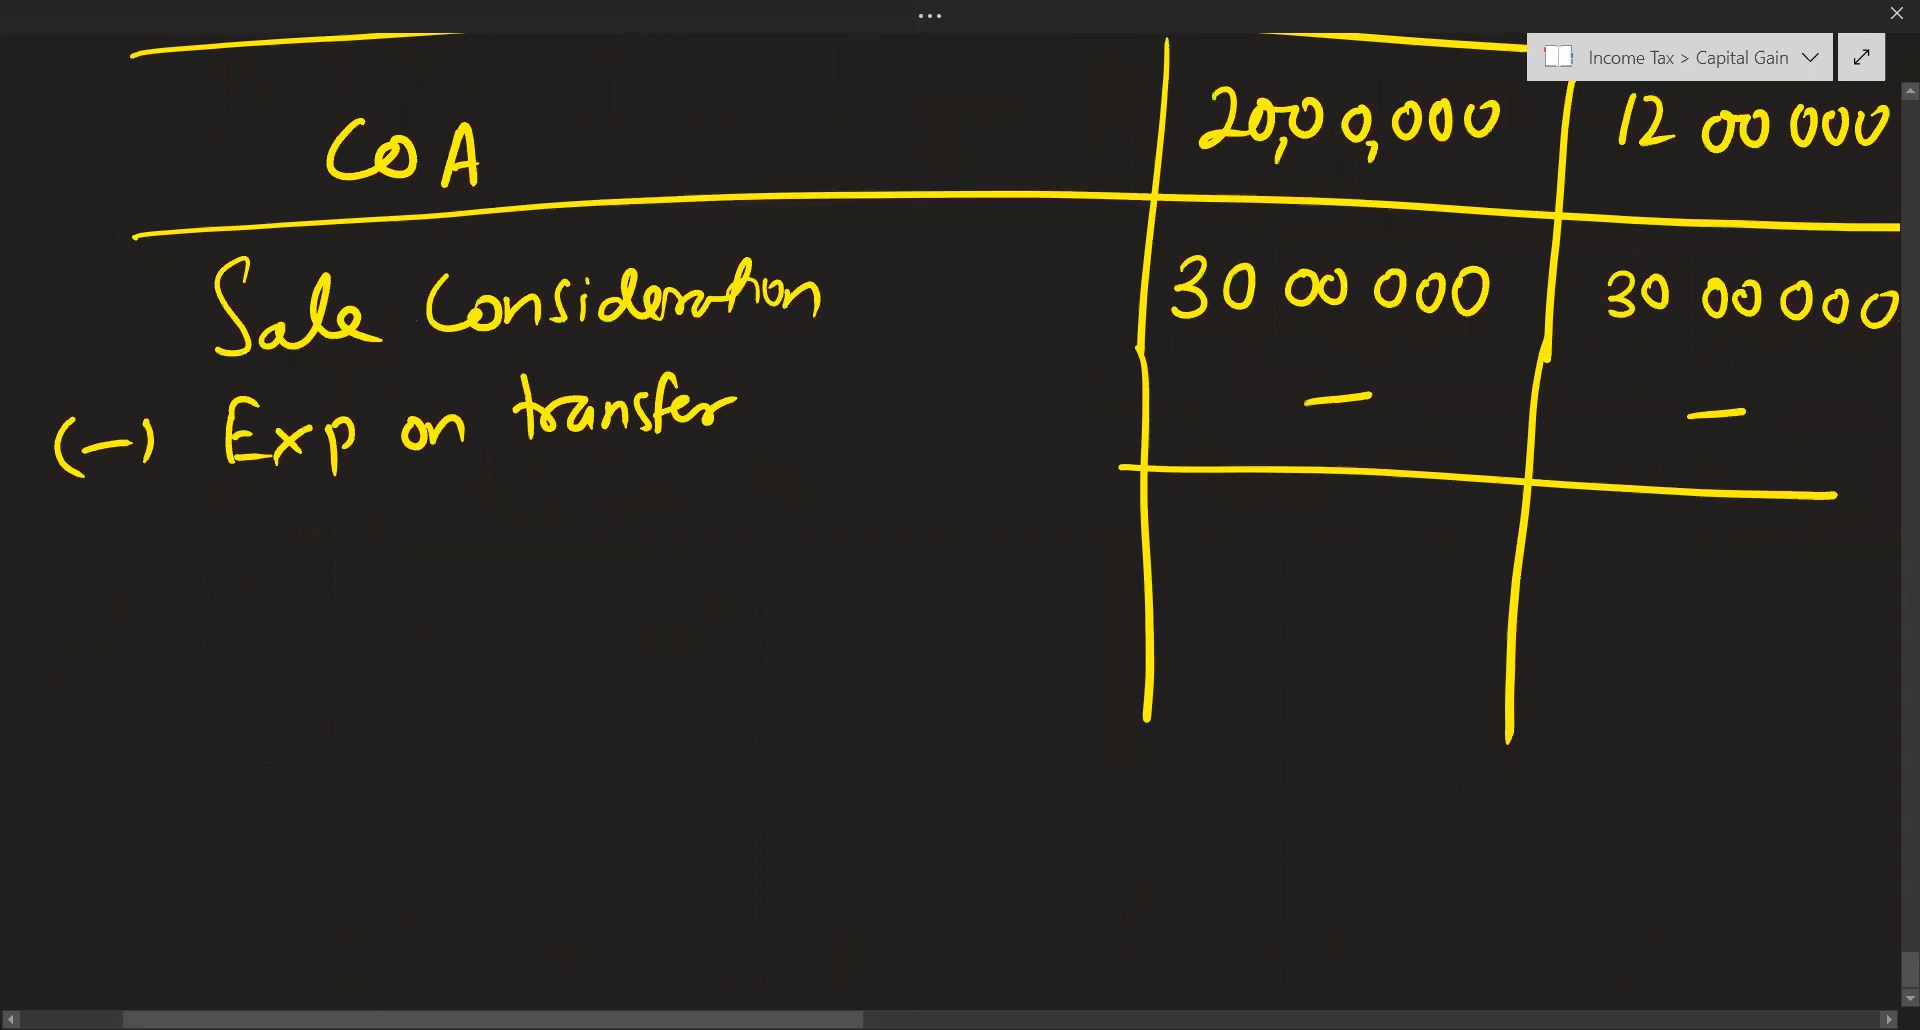 Income Tax > Capital Gain
COA 20,00,000 12 00 000
Sale Consideration 30 00 000 30 00 000
(-) Exp on transfer — —